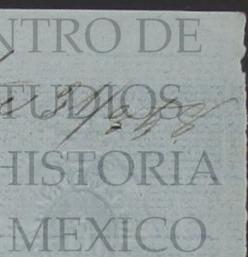 NTRO DE
TUDIOS
HISTORIA
MEXICO